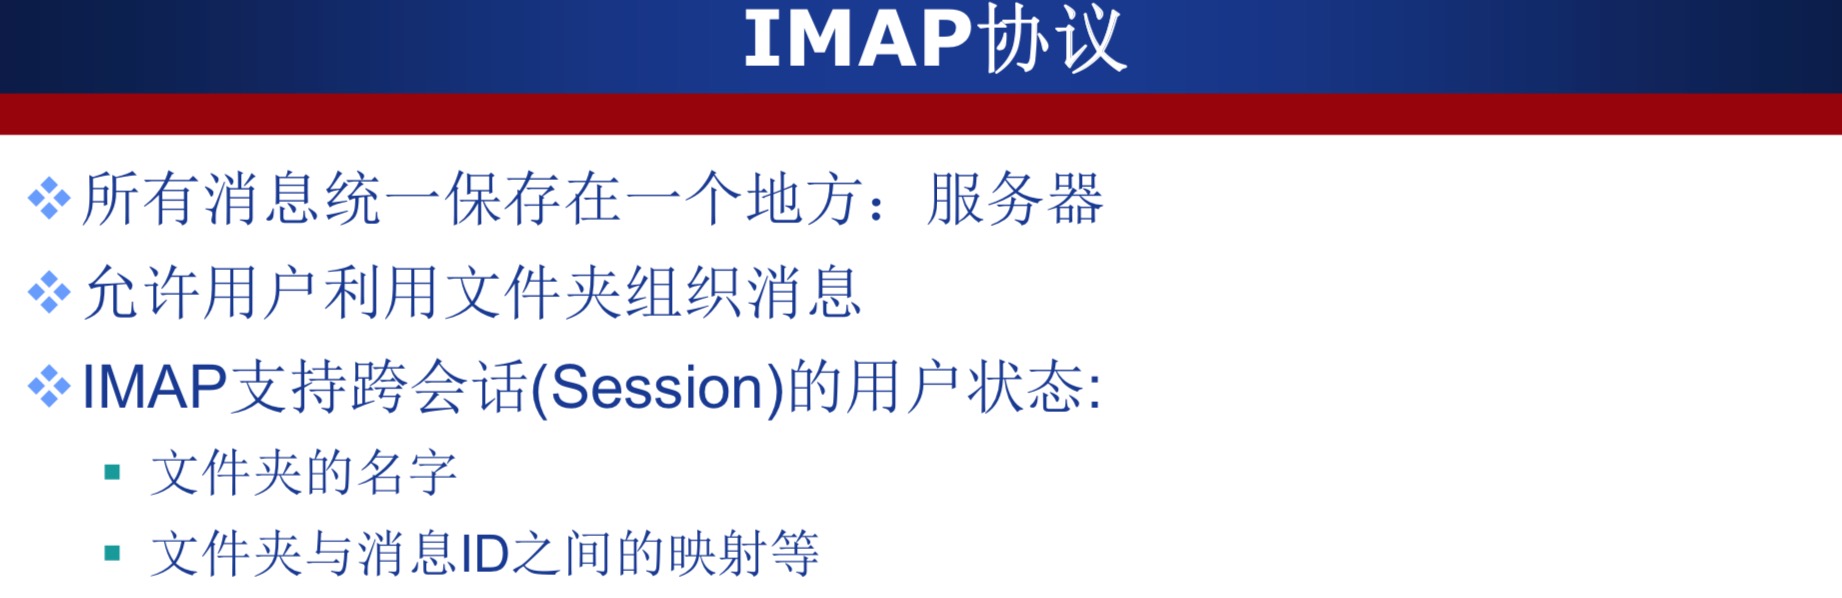 IMAP协议
所有消息统一保存在一个地方：服务器
允许用户利用文件夹组织消息
IMAP支持跨会话(Session)的用户状态:
文件夹的名字
文件夹与消息ID之间的映射等